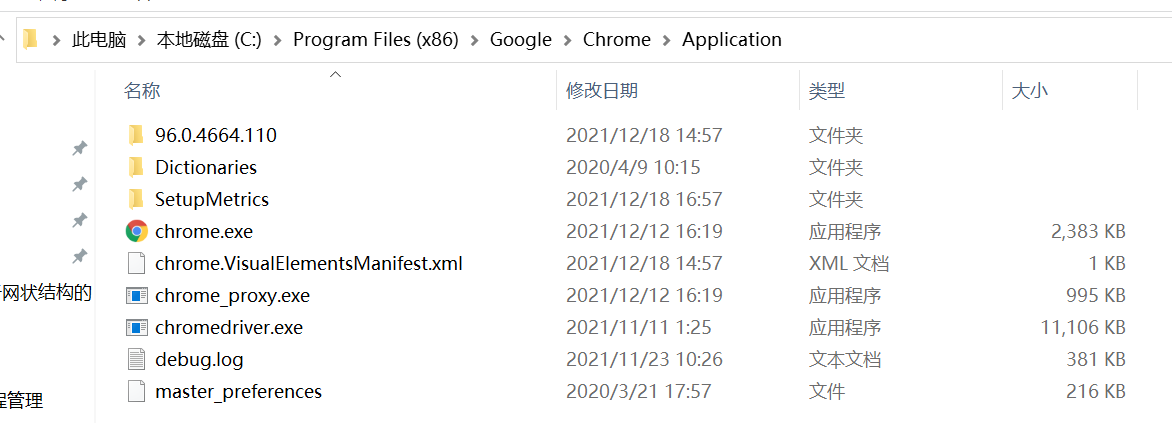 此电脑 > 本地磁盘 (C:) > Program Files (x86) > Google > Chrome > Application
名称 修改日期 类型 大小
96.0.4664.110 2021/12/18 14:57 文件夹
Dictionaries 2020/4/9 10:15 文件夹
SetupMetrics 2021/12/18 16:57 文件夹
chrome.exe 2021/12/12 16:19 应用程序 2,383 KB
chrome.VisualElementsManifest.xml 2021/12/18 14:57 XML 文档 1 KB
网状结构的
chrome_proxy.exe 2021/12/12 16:19 应用程序 995 KB
chromedriver.exe 2021/11/11 1:25 应用程序 11,106 KB
debug.log 2021/11/23 10:26 文本文档 381 KB
master_preferences 2020/3/21 17:57 文件 216 KB
程管理